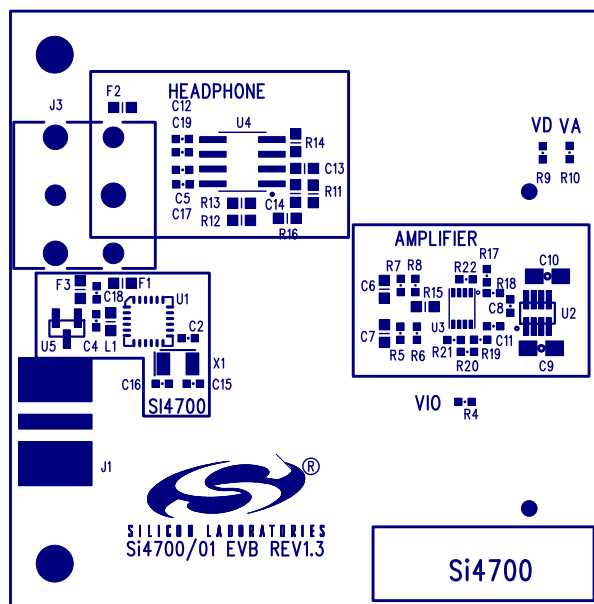 F2
HEADPHONE
J3
C12
C19
U4
R14
VD VA
C13
C5
R13
C14
R11
R9 R10
C17
R12
R16
AMPLIFIER
R17
C10
F3
F1
C6
R7 R8
R22
R18
C18
U1
R15
C8
U2
U5
C4 L1
C2
C7
U3
R5 R6
R21
R19
C11
R20
C9
X1
C16
C15
SI4700
VIO
R4
J1
®
SILICON LABORATORIES
Si4700/01 EVB REV1.3
Si4700